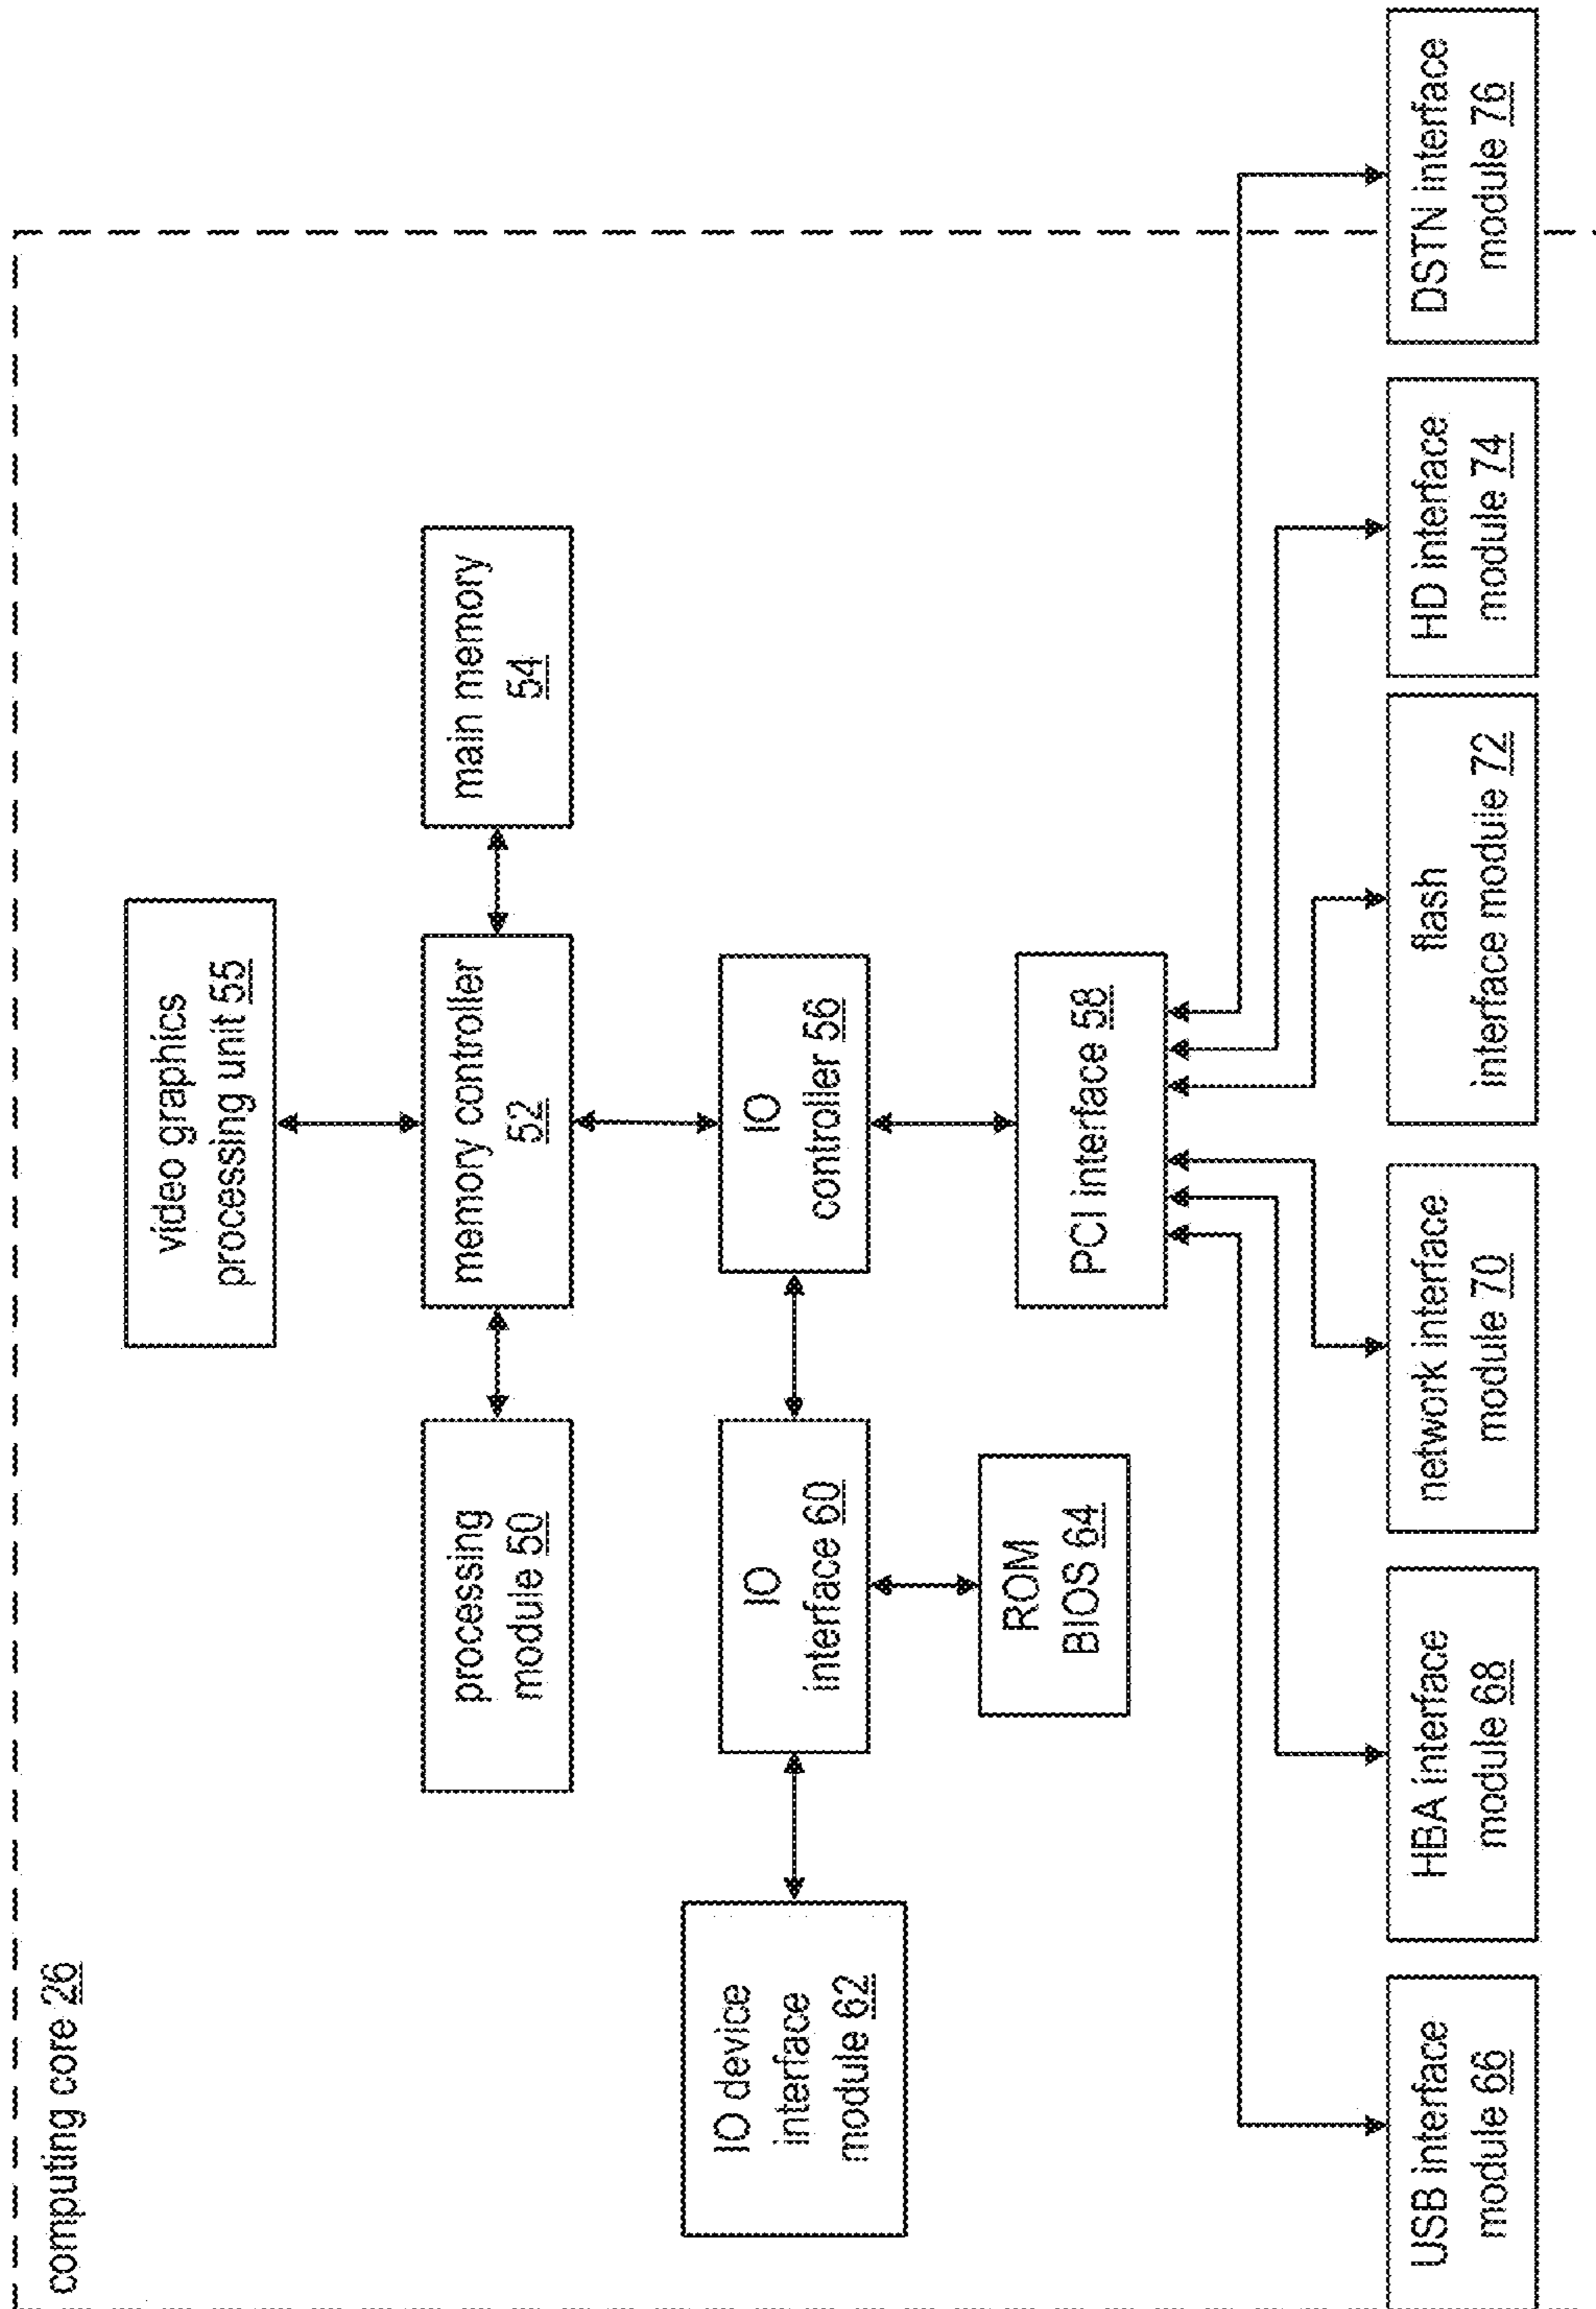 computing core 26
video graphics
processing unit 55
processing
module 50
memory controller
52
main memory
54
IO device
interface
module 62
IO
interface 60
IO
controller 56
ROM
BIOS 64
PCI interface 58
USB interface
module 66
HBA interface
module 68
network interface
module 70
flash
interface module 72
HD interface
module 74
DSTN interface
module 76